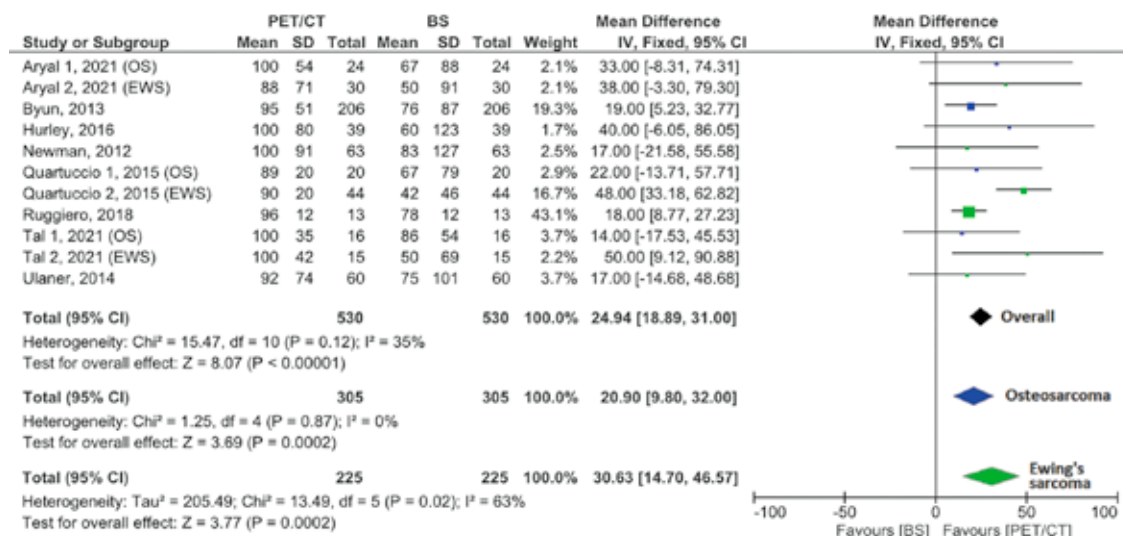 PET/CT BS Mean Difference Mean Difference
Study or Subgroup Mean SD Total Mean SD Total Weight IV, Fixed, 95% CI IV, Fixed, 95% CI
Aryal 1, 2021 (OS) 100 54 24 67 88 24 2.1% 33.00 [-8.31, 74.31]
Aryal 2, 2021 (EWS) 88 71 30 50 91 30 2.1% 38.00 [-3.30, 79.30]
Byun, 2013 95 51 206 76 87 206 19.3% 19.00 [5.23, 32.77]
Hurley, 2016 100 80 39 60 123 39 1.7% 40.00 [-6.05, 86.05]
Newman, 2012 100 91 63 83 127 63 2.5% 17.00 [-21.58, 55.58]
Quartuccio 1, 2015 (OS) 89 20 20 67 79 20 2.9% 22.00 [-13.71, 57.71]
Quartuccio 2, 2015 (EWS) 90 20 44 42 46 44 16.7% 48.00 [33.18, 62.82]
Ruggiero, 2018 96 12 13 78 12 13 43.1% 18.00 [8.77, 27.23]
Tal 1, 2021 (OS) 100 35 16 86 54 16 3.7% 14.00 [-17.53, 45.53]
Tal 2, 2021 (EWS) 100 42 15 50 69 15 2.2% 50.00 [9.12, 90.88]
Ulaner, 2014 92 74 60 75 101 60 3.7% 17.00 [-14.68, 48.68]
Total (95% CI) 530 530 100.0% 24.94 [18.89, 31.00] Overall
Heterogeneity: Chi² = 15.47, df = 10 (P = 0.12); I² = 35%
Test for overall effect: Z = 8.07 (P < 0.00001)
Total (95% CI) 305 305 100.0% 20.90 [9.80, 32.00] Osteosarcoma
Heterogeneity: Chi² = 1.25, df = 4 (P = 0.87); I² = 0%
Test for overall effect: Z = 3.69 (P = 0.0002)
Total (95% CI) 225 225 100.0% 30.63 [14.70, 46.57] Ewing's
sarcoma
Heterogeneity: Tau² = 205.49; Chi² = 13.49, df = 5 (P = 0.02); I² = 63%
Test for overall effect: Z = 3.77 (P = 0.0002)
-100 -50 0 50 100
Favours [BS] Favours [PET/CT]